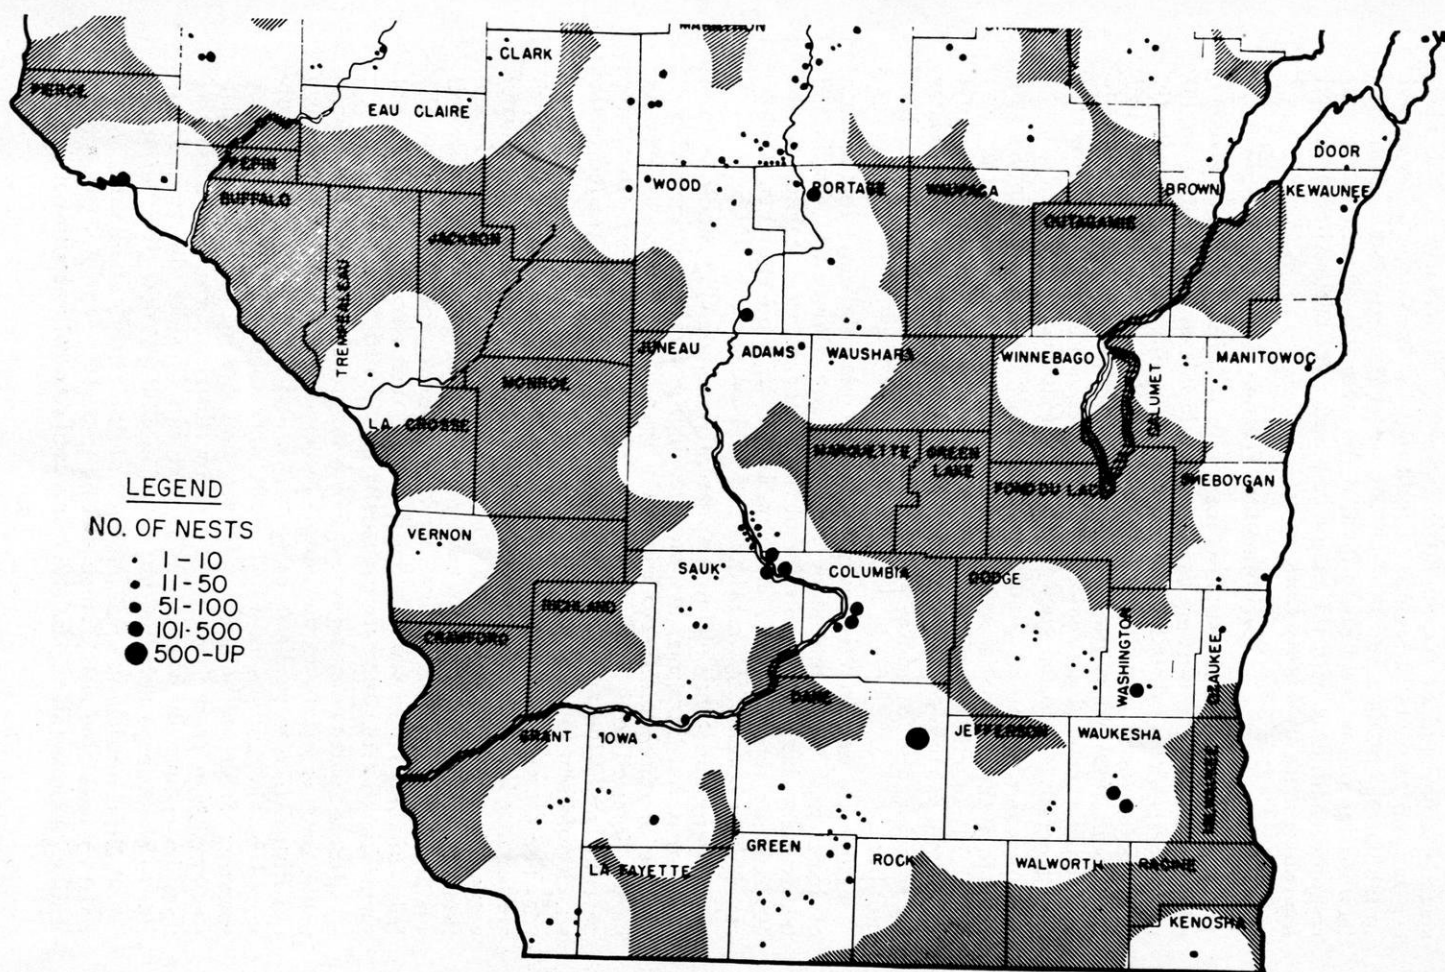 CLARK
PIERCE
EAU CLAIRE
DOOR
PEPIN
WOOD
PORTAGE
WAUPACA
BROWN
KEWAUNEE
BUFFALO
OUTAGAMIE
JACKSON
TREMPEALEAU
JUNEAU
ADAMS
WAUSHARA
WINNEBAGO
CALUMET
MANITOWOC
MONROE
LA CROSSE
MARQUETTE
GREEN
LAKE
FOND DU LAC
SHEBOYGAN
LEGEND
NO. OF NESTS
1-10
11-50
51-100
101-500
500-UP
VERNON
SAUK
COLUMBIA
DODGE
RICHLAND
CRAWFORD
WASHINGTON
OZAUKEE
DANE
GRANT
IOWA
JEFFERSON
WAUKESHA
MILWAUKEE
GREEN
LA FAYETTE
ROCK
WALWORTH
RACINE
KENOSHA